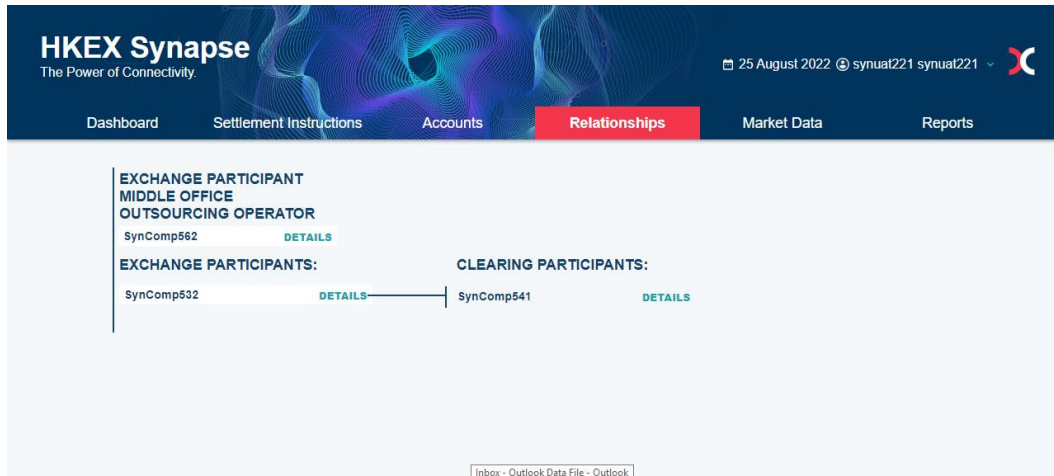 HKEX Synapse
The Power of Connectivity.
25 August 2022 synuat221 synuat221
Dashboard Settlement Instructions Accounts Relationships Market Data Reports
EXCHANGE PARTICIPANT
MIDDLE OFFICE
OUTSOURCING OPERATOR
SynComp562 DETAILS
EXCHANGE PARTICIPANTS: CLEARING PARTICIPANTS:
SynComp532 DETAILS SynComp541 DETAILS
Inbox - Outlook Data File - Outlook